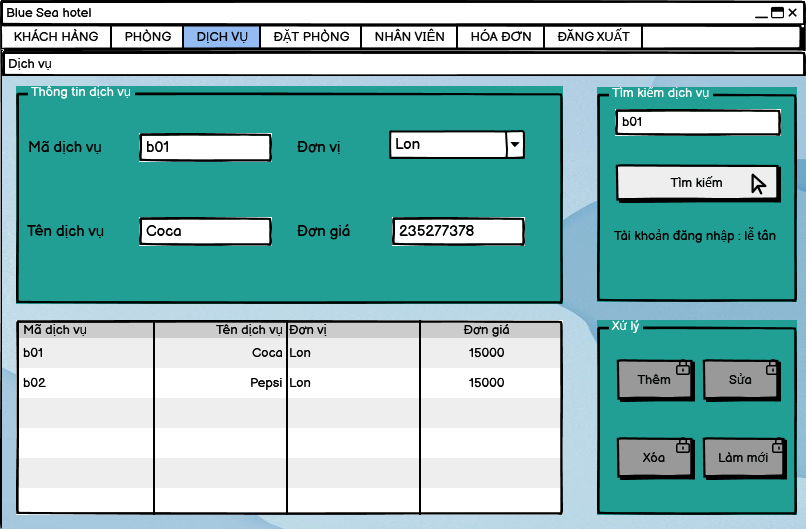 Blue Sea hotel
KHÁCH HÀNG PHÒNG DỊCH VỤ ĐẶT PHÒNG NHÂN VIÊN HÓA ĐƠN ĐĂNG XUẤT
Dịch vụ
Thông tin dịch vụ
Mã dịch vụ b01 Đơn vị Lon
Tên dịch vụ Coca Đơn giá 235277378
Tìm kiếm dịch vụ
b01
Tìm kiếm
Tài khoản đăng nhập : lễ tân
Mã dịch vụ Tên dịch vụ Đơn vị Đơn giá
b01 Coca Lon 15000
b02 Pepsi Lon 15000
Xử lý
Thêm Sửa
Xóa Làm mới